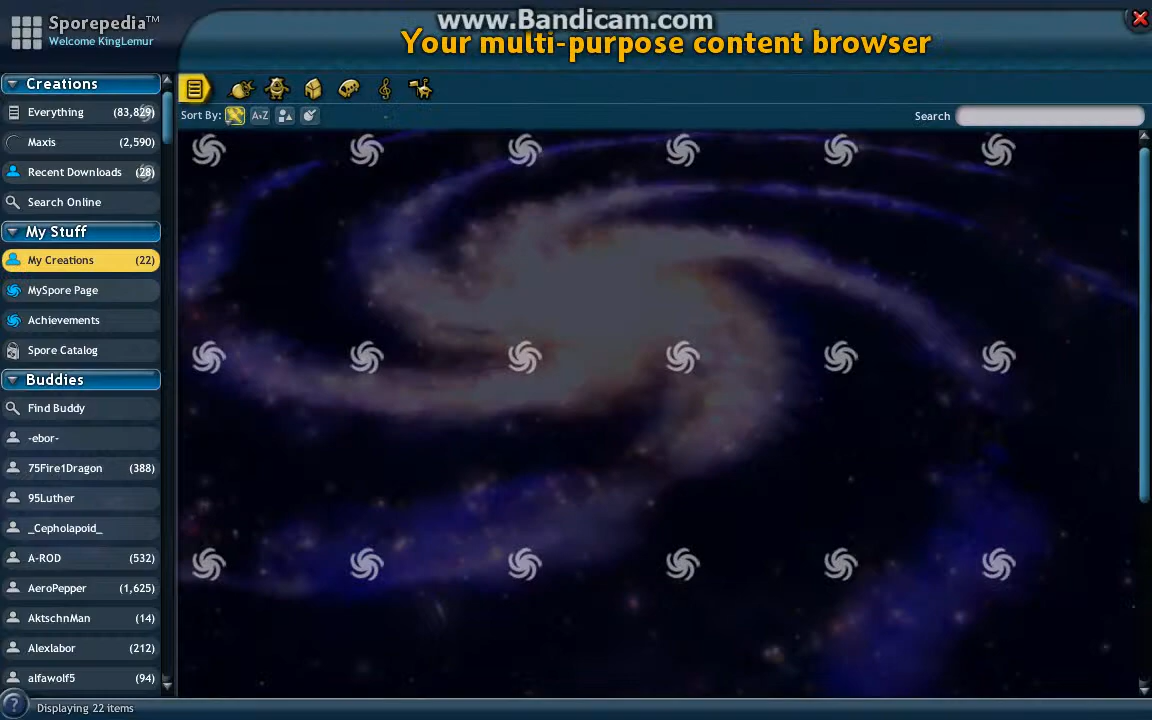 www.Bandicam.com
Sporepedia™
Welcome KingLemur
Your multi-purpose content browser
Creations
Everything (83,829)
Maxis (2,590)
Recent Downloads (28)
Search Online
My Stuff
My Creations (22)
MySpore Page
Achievements
Spore Catalog
Buddies
Find Buddy
-ebor-
75Fire1Dragon (388)
95Luther
_Cepholapoid_
A-ROD (532)
AeroPepper (1,625)
AktschnMan (14)
Alexlabor (212)
alfawolf5 (94)
Sort By: A-Z
Search
? Displaying 22 items